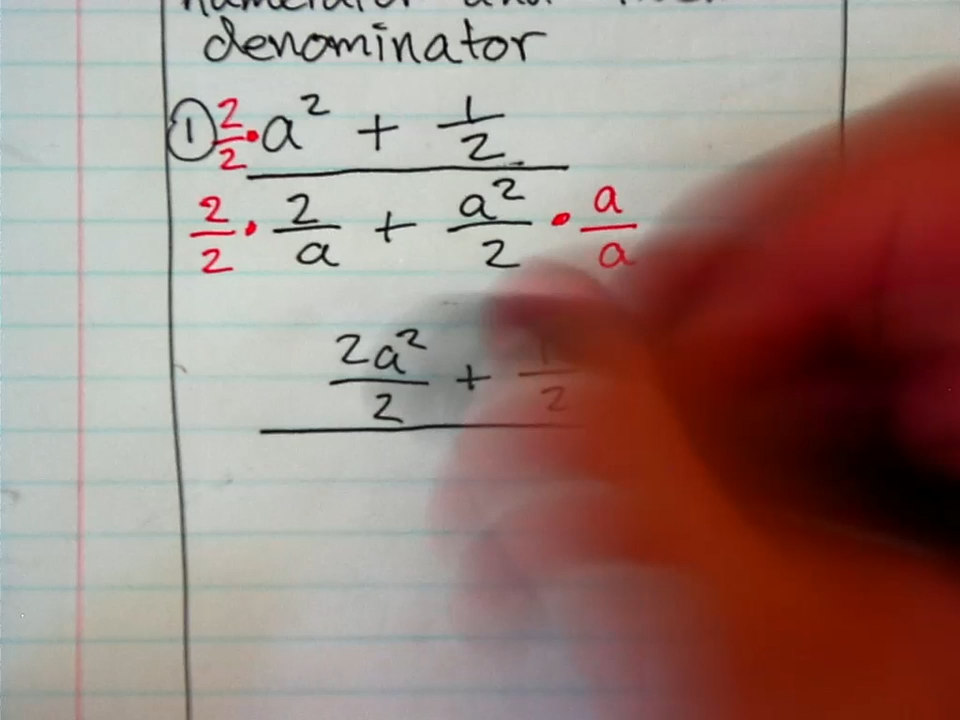 denominator
① 2/2 · a² + 1/2
2/2 · 2/a + a²/2 · a/a
2a²/2 + 1/2